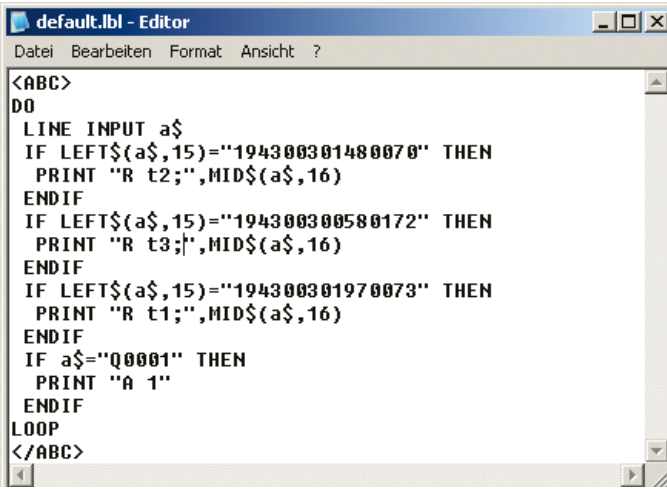 default.lbl - Editor
Datei Bearbeiten Format Ansicht ?
<ABC>
DO
LINE INPUT a$
IF LEFT$(a$,15)="194300301480070" THEN
PRINT "R t2;",MID$(a$,16)
ENDIF
IF LEFT$(a$,15)="194300300580172" THEN
PRINT "R t3;",MID$(a$,16)
ENDIF
IF LEFT$(a$,15)="194300301970073" THEN
PRINT "R t1;",MID$(a$,16)
ENDIF
IF a$="Q0001" THEN
PRINT "A 1"
ENDIF
LOOP
</ABC>